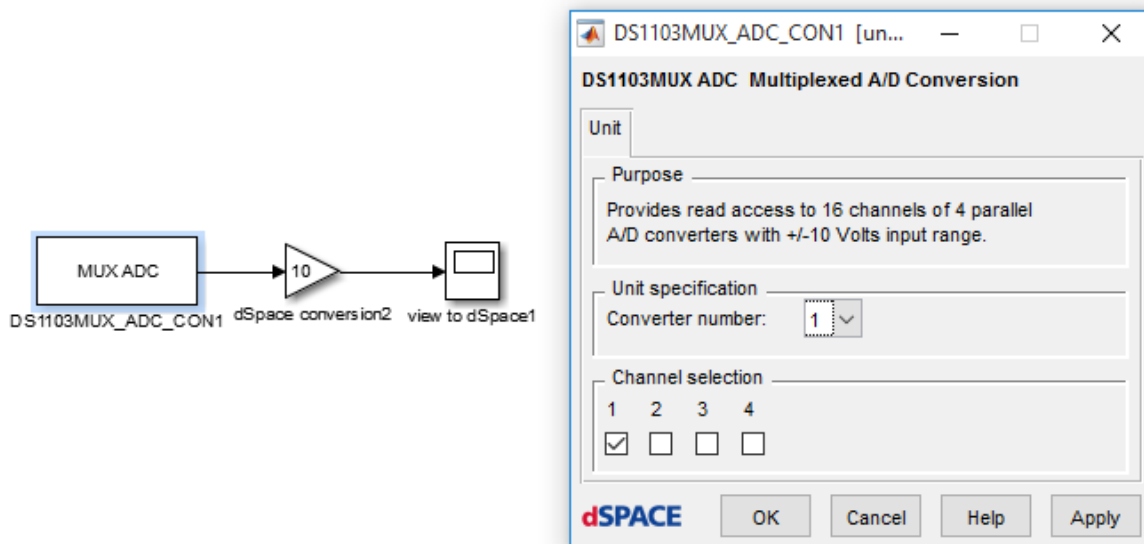 DS1103MUX_ADC_CON1 [un...
DS1103MUX ADC Multiplexed A/D Conversion
Unit
Purpose
Provides read access to 16 channels of 4 parallel
A/D converters with +/-10 Volts input range.
Unit specification
Converter number: 1
Channel selection
1 2 3 4
dSPACE OK Cancel Help Apply
MUX ADC
10
DS1103MUX_ADC_CON1 dSpace conversion2 view to dSpace1